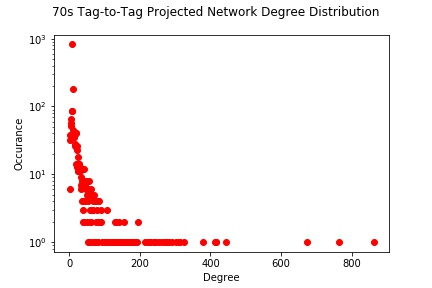 70s Tag-to-Tag Projected Network Degree Distribution
10³
10²
10¹
10⁰
Occurance
0 200 400 600 800
Degree